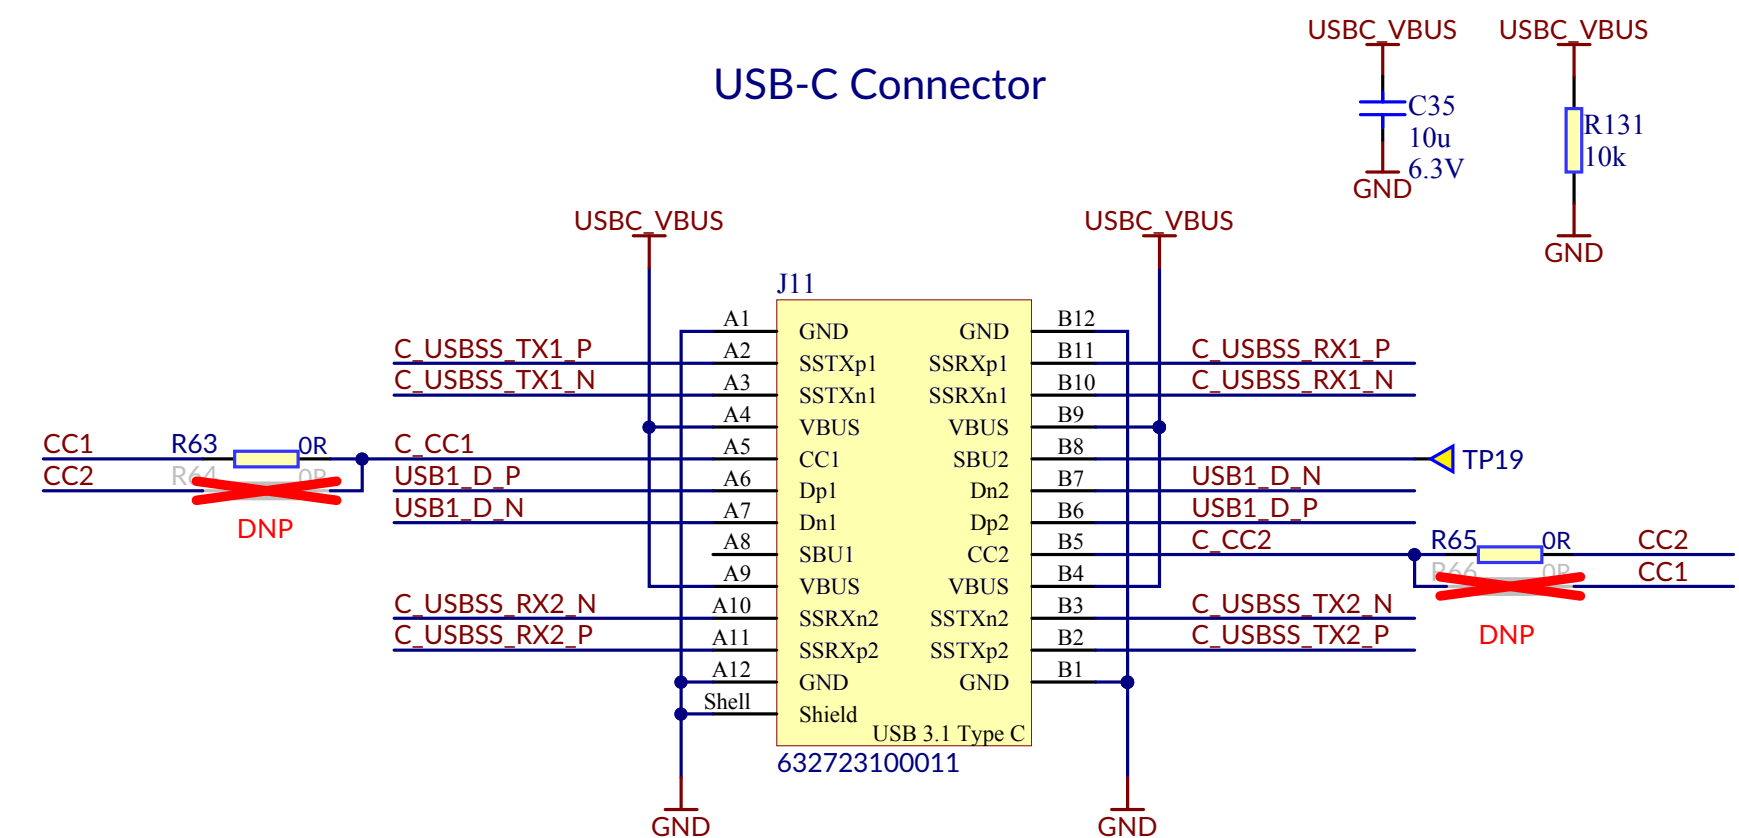 USBC_VBUS
USBC_VBUS
USB-C Connector
C35
10u
6.3V
GND
R131
10k
GND
USBC_VBUS
USBC_VBUS
J11
A1
GND
GND
B12
C_USBSS_TX1_P
A2
SSTXp1
SSRXp1
B11
C_USBSS_RX1_P
C_USBSS_TX1_N
A3
SSTXn1
SSRXn1
B10
C_USBSS_RX1_N
A4
VBUS
VBUS
B9
CC1
R63
0R
C_CC1
A5
CC1
SBU2
B8
TP19
CC2
R64
0R
USB1_D_P
A6
Dp1
Dn2
B7
USB1_D_N
DNP
USB1_D_N
A7
Dn1
Dp2
B6
USB1_D_P
A8
SBU1
CC2
B5
C_CC2
R65
0R
CC2
A9
VBUS
VBUS
B4
R66
0R
CC1
C_USBSS_RX2_N
A10
SSRXn2
SSTXn2
B3
C_USBSS_TX2_N
C_USBSS_RX2_P
A11
SSRXp2
SSTXp2
B2
C_USBSS_TX2_P
DNP
A12
GND
GND
B1
Shell
Shield
USB 3.1 Type C
632723100011
GND
GND